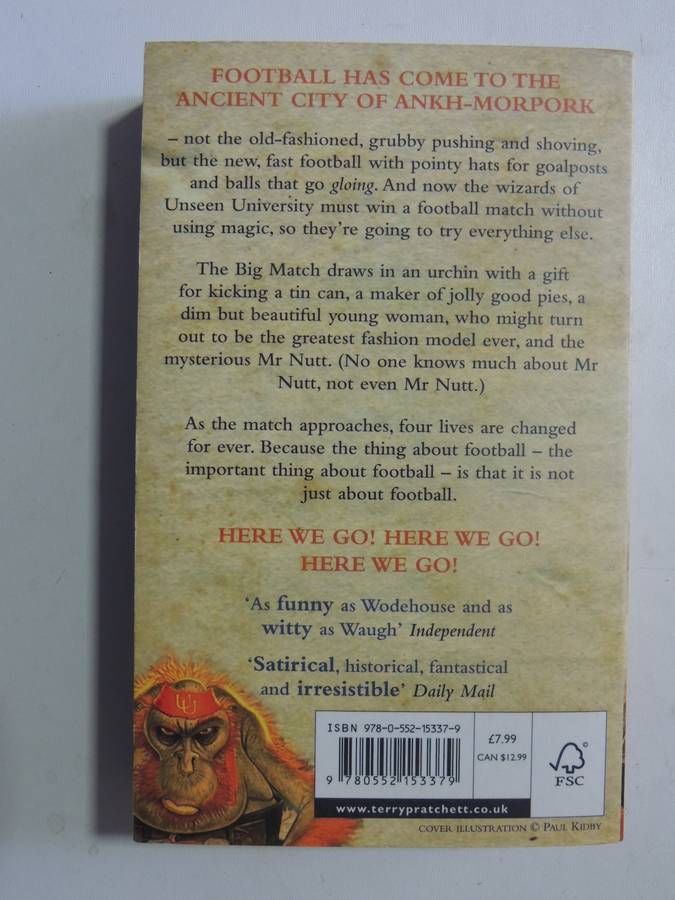 FOOTBALL HAS COME TO THE
ANCIENT CITY OF ANKH-MORPORK
– not the old-fashioned, grubby pushing and shoving,
but the new, fast football with pointy hats for goalposts
and balls that go gloing. And now the wizards of
Unseen University must win a football match without
using magic, so they're going to try everything else.
The Big Match draws in an urchin with a gift
for kicking a tin can, a maker of jolly good pies, a
dim but beautiful young woman, who might turn
out to be the greatest fashion model ever, and the
mysterious Mr Nutt. (No one knows much about Mr
Nutt, not even Mr Nutt.)
As the match approaches, four lives are changed
for ever. Because the thing about football – the
important thing about football – is that it is not
just about football.
HERE WE GO! HERE WE GO!
HERE WE GO!
‘As funny as Wodehouse and as
witty as Waugh’ Independent
‘Satirical, historical, fantastical
and irresistible’ Daily Mail
UU
ISBN 978-0-552-15337-9
9 780552 153379
£7.99
CAN $12.99
©
FSC
www.terrypratchett.co.uk
COVER ILLUSTRATION © PAUL KIDBY